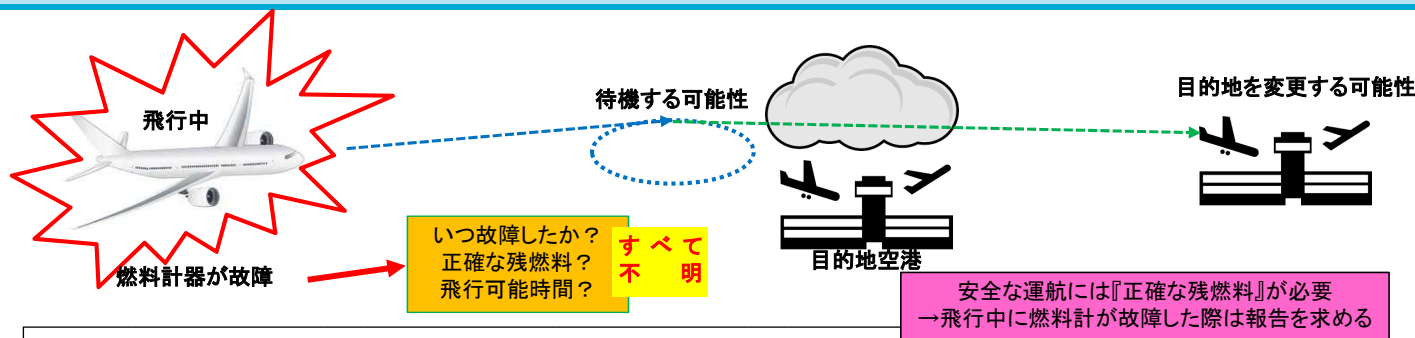 飛行中
燃料計器が故障
待機する可能性
いつ故障したか？
正確な残燃料？
飛行可能時間？
すべて
不明
目的地空港
目的地を変更する可能性
安全な運航には『正確な残燃料』が必要
→飛行中に燃料計が故障した際は報告を求める